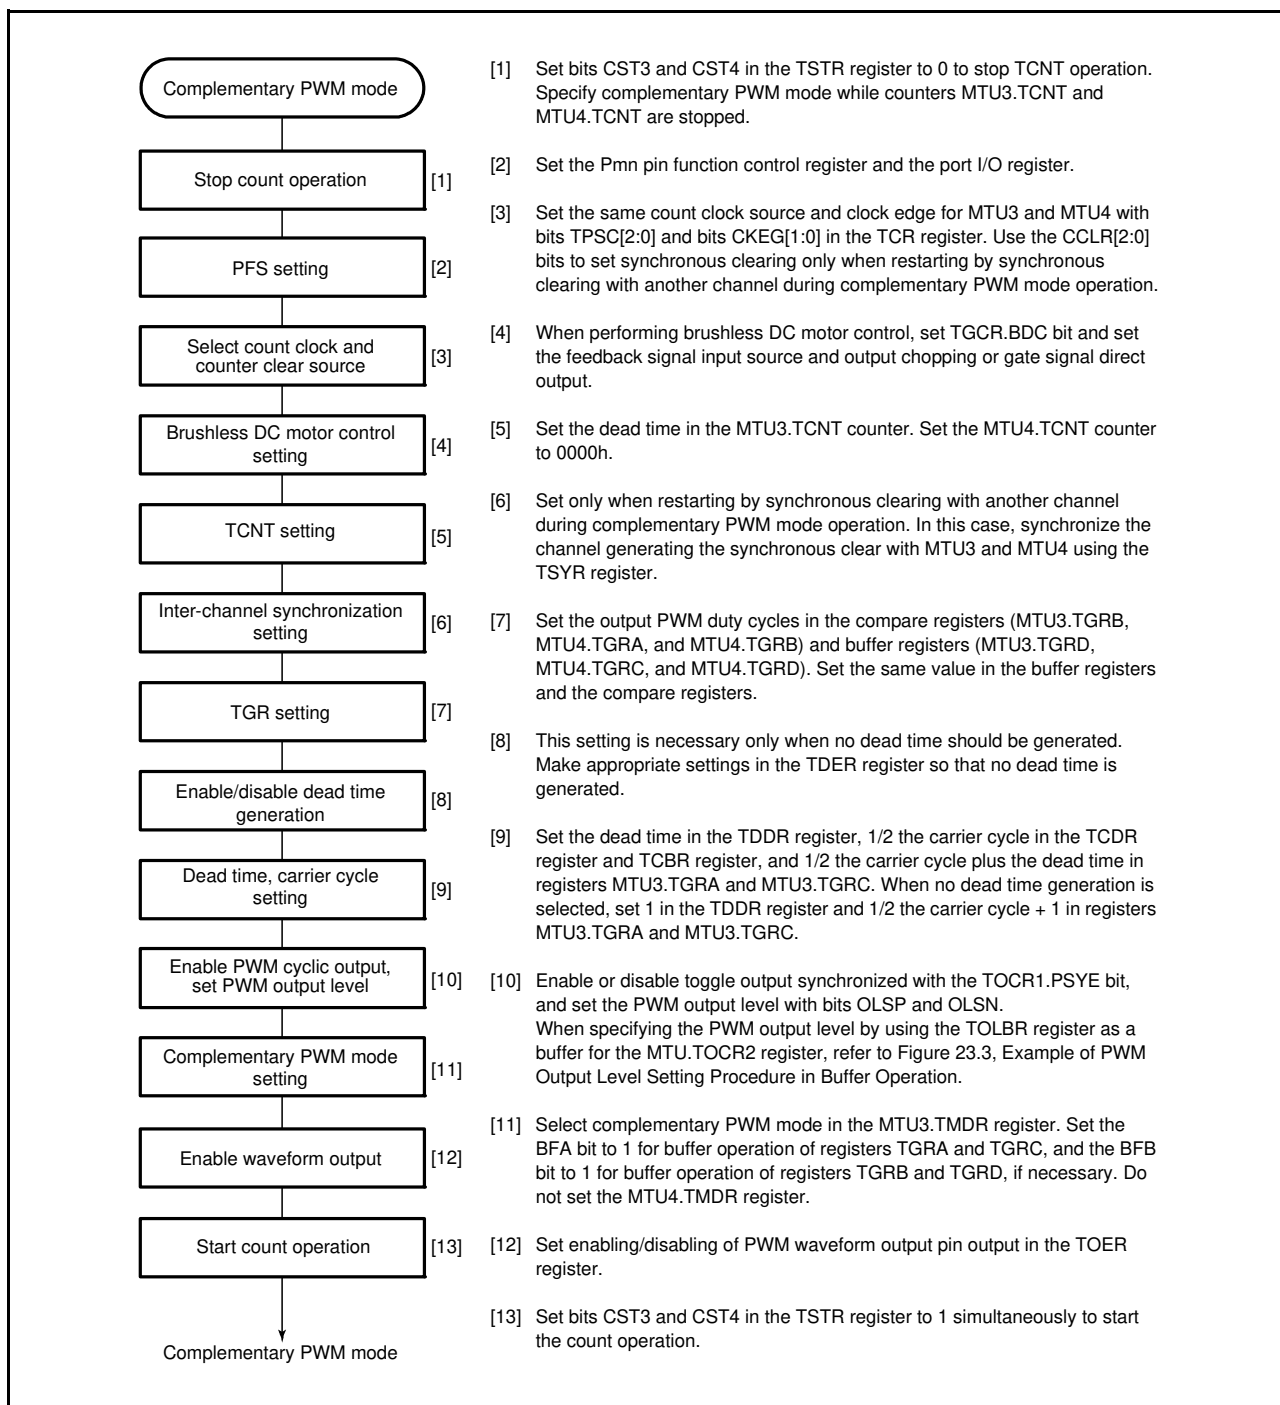 Complementary PWM mode
Stop count operation
[1]
PFS setting
[2]
Select count clock and
counter clear source
[3]
Brushless DC motor control
setting
[4]
TCNT setting
[5]
Inter-channel synchronization
setting
[6]
TGR setting
[7]
Enable/disable dead time
generation
[8]
Dead time, carrier cycle
setting
[9]
Enable PWM cyclic output,
set PWM output level
[10]
Complementary PWM mode
setting
[11]
Enable waveform output
[12]
Start count operation
[13]
Complementary PWM mode
[1] Set bits CST3 and CST4 in the TSTR register to 0 to stop TCNT operation.
Specify complementary PWM mode while counters MTU3.TCNT and
MTU4.TCNT are stopped.
[2] Set the Pmn pin function control register and the port I/O register.
[3] Set the same count clock source and clock edge for MTU3 and MTU4 with
bits TPSC[2:0] and bits CKEG[1:0] in the TCR register. Use the CCLR[2:0]
bits to set synchronous clearing only when restarting by synchronous
clearing with another channel during complementary PWM mode operation.
[4] When performing brushless DC motor control, set TGCR.BDC bit and set
the feedback signal input source and output chopping or gate signal direct
output.
[5] Set the dead time in the MTU3.TCNT counter. Set the MTU4.TCNT counter
to 0000h.
[6] Set only when restarting by synchronous clearing with another channel
during complementary PWM mode operation. In this case, synchronize the
channel generating the synchronous clear with MTU3 and MTU4 using the
TSYR register.
[7] Set the output PWM duty cycles in the compare registers (MTU3.TGRB,
MTU4.TGRA, and MTU4.TGRB) and buffer registers (MTU3.TGRD,
MTU4.TGRC, and MTU4.TGRD). Set the same value in the buffer registers
and the compare registers.
[8] This setting is necessary only when no dead time should be generated.
Make appropriate settings in the TDER register so that no dead time is
generated.
[9] Set the dead time in the TDDR register, 1/2 the carrier cycle in the TCDR
register and TCBR register, and 1/2 the carrier cycle plus the dead time in
registers MTU3.TGRA and MTU3.TGRC. When no dead time generation is
selected, set 1 in the TDDR register and 1/2 the carrier cycle + 1 in registers
MTU3.TGRA and MTU3.TGRC.
[10] Enable or disable toggle output synchronized with the TOCR1.PSYE bit,
and set the PWM output level with bits OLSP and OLSN.
When specifying the PWM output level by using the TOLBR register as a
buffer for the MTU.TOCR2 register, refer to Figure 23.3, Example of PWM
Output Level Setting Procedure in Buffer Operation.
[11] Select complementary PWM mode in the MTU3.TMDR register. Set the
BFA bit to 1 for buffer operation of registers TGRA and TGRC, and the BFB
bit to 1 for buffer operation of registers TGRB and TGRD, if necessary. Do
not set the MTU4.TMDR register.
[12] Set enabling/disabling of PWM waveform output pin output in the TOER
register.
[13] Set bits CST3 and CST4 in the TSTR register to 1 simultaneously to start
the count operation.